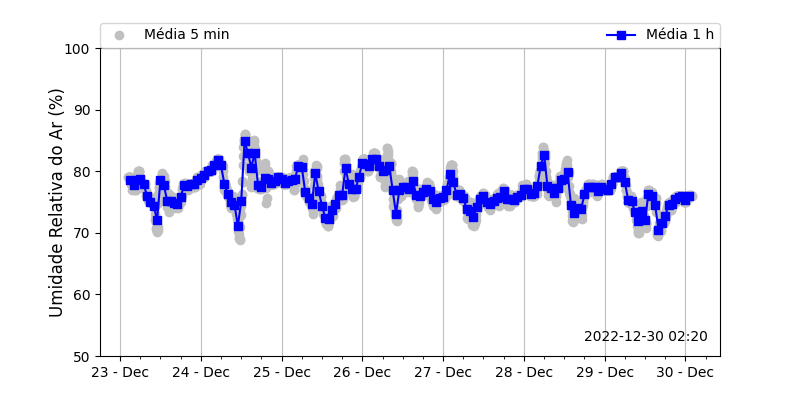 Média 5 min
Média 1 h
Umidade Relativa do Ar (%)
100
90
80
70
60
50
2022-12-30 02:20
23 - Dec
24 - Dec
25 - Dec
26 - Dec
27 - Dec
28 - Dec
29 - Dec
30 - Dec